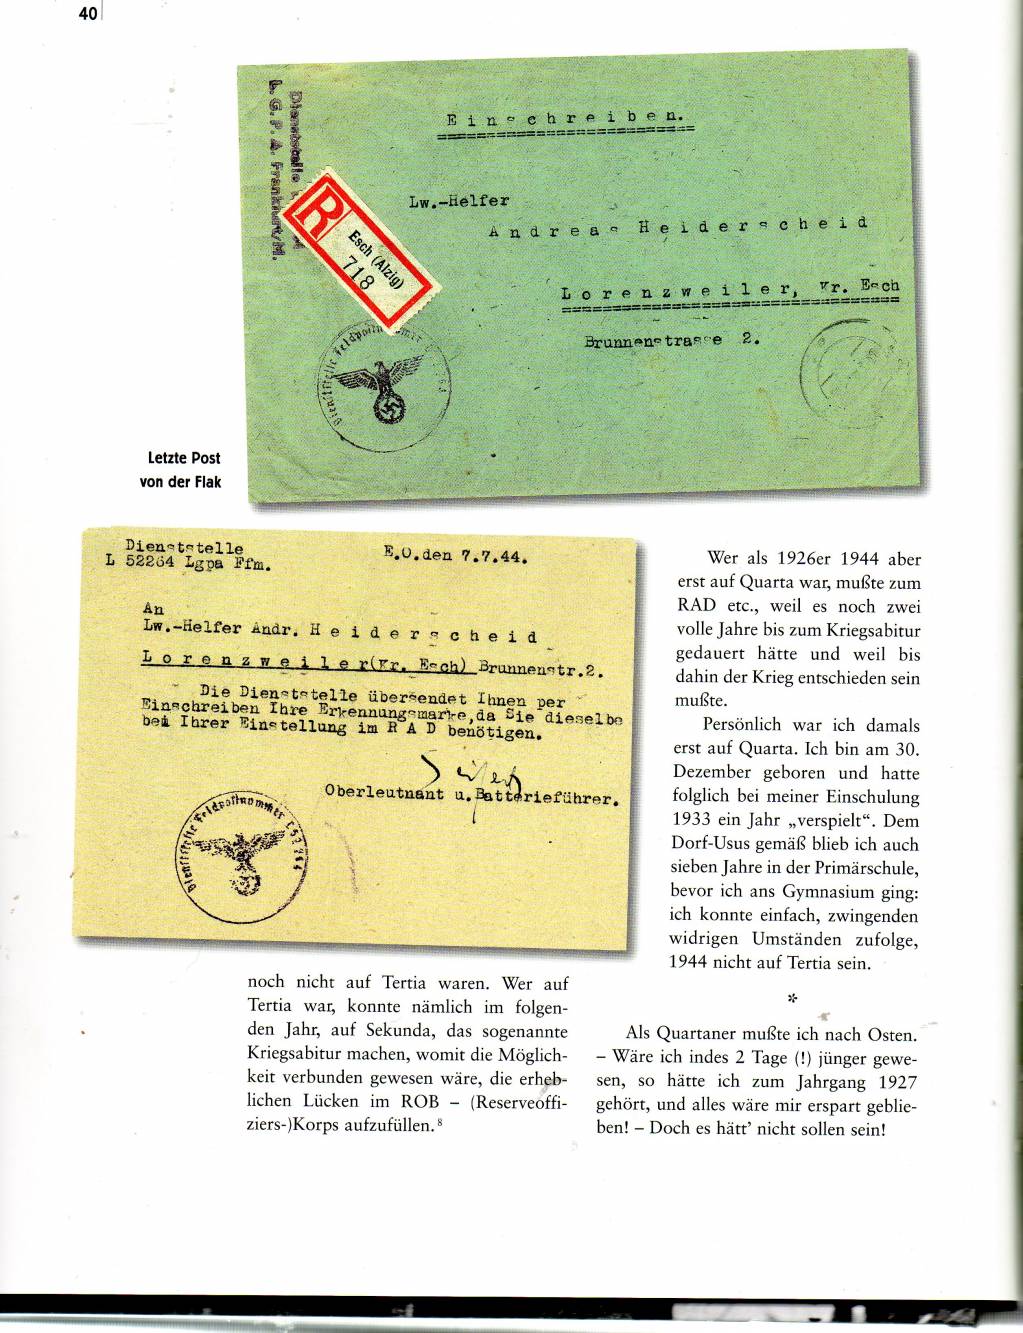 40
Dienststelle
L. G. P. A. Frankfurt/M.
Einschreiben.
R
Esch (Alzig)
718
Lw.-Helfer
Andreas Heiderscheid
Lorenzweiler, Kr. Esch
Brunnenstrasse 2.
Dienststelle Feldpostnummer
Letzte Post
von der Flak
Dienststelle
L 52264 Lgpa Ffm.
E.O.den 7.7.44.
An
Lw.-Helfer Andr. Heiderscheid
Lorenzweiler(Kr. Esch) Brunnenstr.2.
Die Dienststelle übersendet Ihnen per
Einschreiben Ihre Erkennungsmarke,da Sie dieselbe
bei Ihrer Einstellung im R A D benötigen.
Oberleutnant u.Batterieführer.
Dienststelle Feldpostnummer L 52264
noch nicht auf Tertia waren. Wer auf
Tertia war, konnte nämlich im folgen-
den Jahr, auf Sekunda, das sogenannte
Kriegsabitur machen, womit die Möglich-
keit verbunden gewesen wäre, die erheb-
lichen Lücken im ROB – (Reserveoffi-
ziers-)Korps aufzufüllen.⁸
Wer als 1926er 1944 aber
erst auf Quarta war, mußte zum
RAD etc., weil es noch zwei
volle Jahre bis zum Kriegsabitur
gedauert hätte und weil bis
dahin der Krieg entschieden sein
mußte.
Persönlich war ich damals
erst auf Quarta. Ich bin am 30.
Dezember geboren und hatte
folglich bei meiner Einschulung
1933 ein Jahr „verspielt“. Dem
Dorf-Usus gemäß blieb ich auch
sieben Jahre in der Primärschule,
bevor ich ans Gymnasium ging:
ich konnte einfach, zwingenden
widrigen Umständen zufolge,
1944 nicht auf Tertia sein.
*
Als Quartaner mußte ich nach Osten.
– Wäre ich indes 2 Tage (!) jünger gewe-
sen, so hätte ich zum Jahrgang 1927
gehört, und alles wäre mir erspart geblie-
ben! – Doch es hätt’ nicht sollen sein!